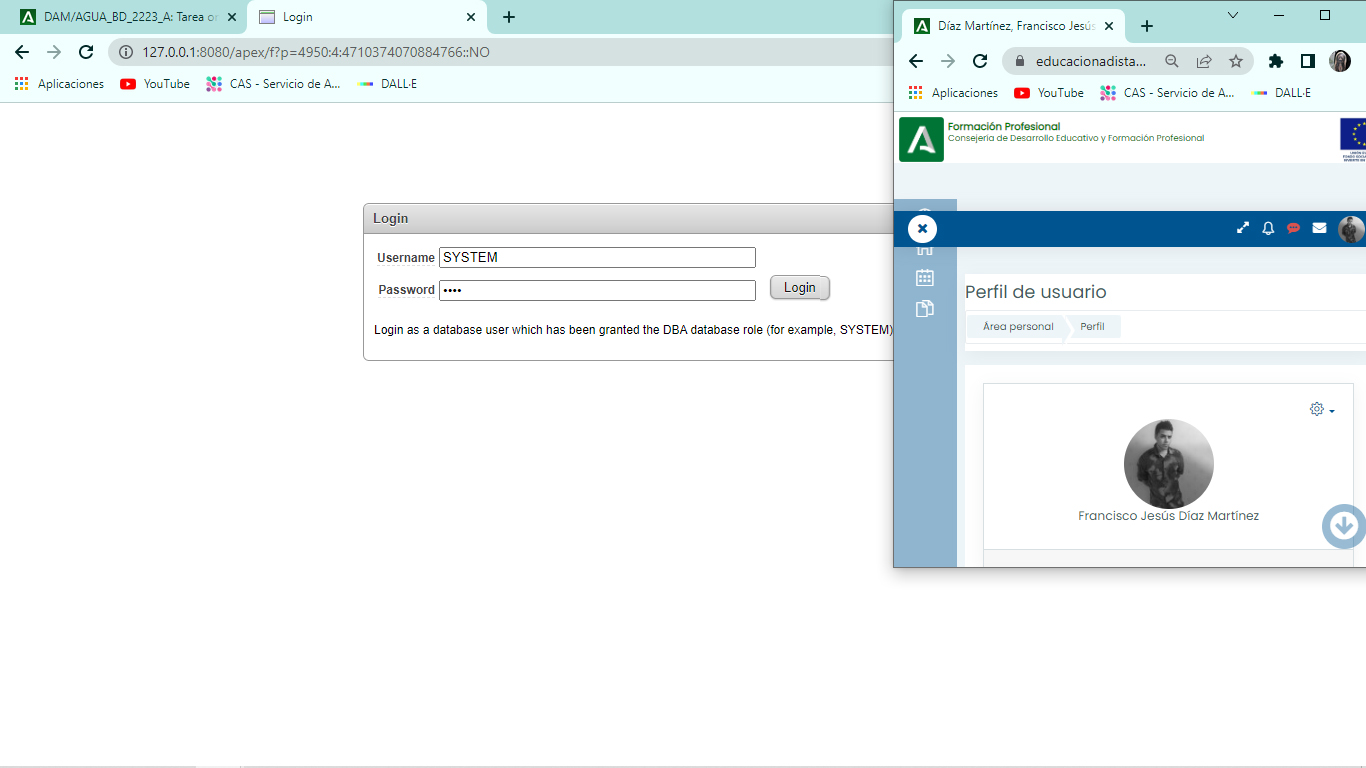 DAM/AGUA_BD_2223_A: Tarea or
Login
127.0.0.1:8080/apex/f?p=4950:4:4710374070884766::NO
Aplicaciones
YouTube
CAS - Servicio de A...
DALL·E
Login
Username
SYSTEM
Password
••••
Login
Login as a database user which has been granted the DBA database role (for example, SYSTEM)
Díaz Martínez, Francisco Jesús
educacionadista...
Aplicaciones
YouTube
CAS - Servicio de A...
DALL·E
Formación Profesional
Consejería de Desarrollo Educativo y Formación Profesional
Perfil de usuario
Área personal
Perfil
Francisco Jesús Díaz Martínez